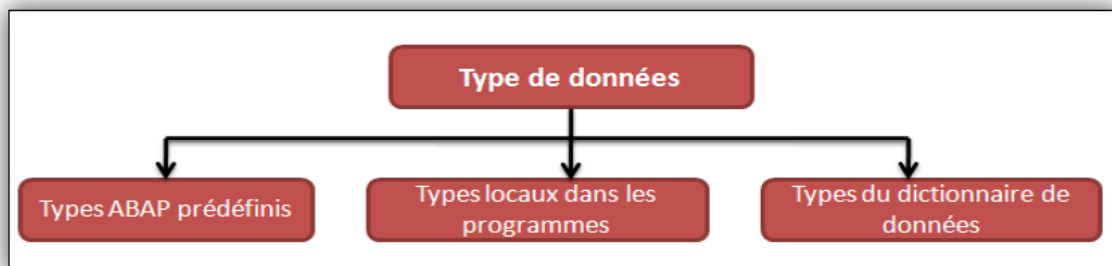 Type de données
Types ABAP prédéfinis
Types locaux dans les
programmes
Types du dictionnaire de
données